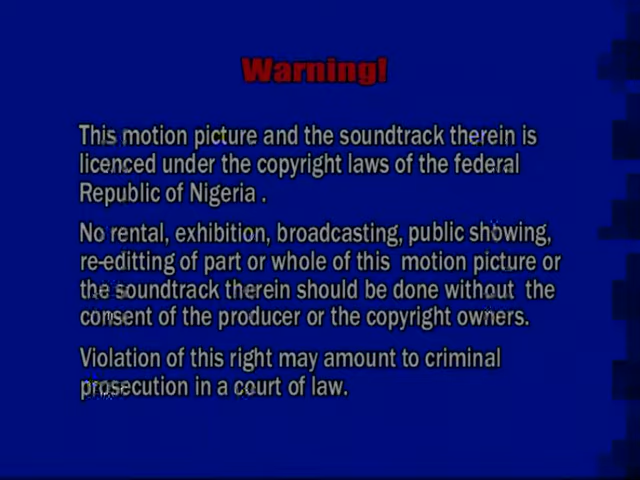 Warning!
This motion picture and the soundtrack therein is
licenced under the copyright laws of the federal
Republic of Nigeria .
No rental, exhibition, broadcasting, public showing,
re-editting of part or whole of this motion picture or
the soundtrack therein should be done without the
consent of the producer or the copyright owners.
Violation of this right may amount to criminal
prosecution in a court of law.